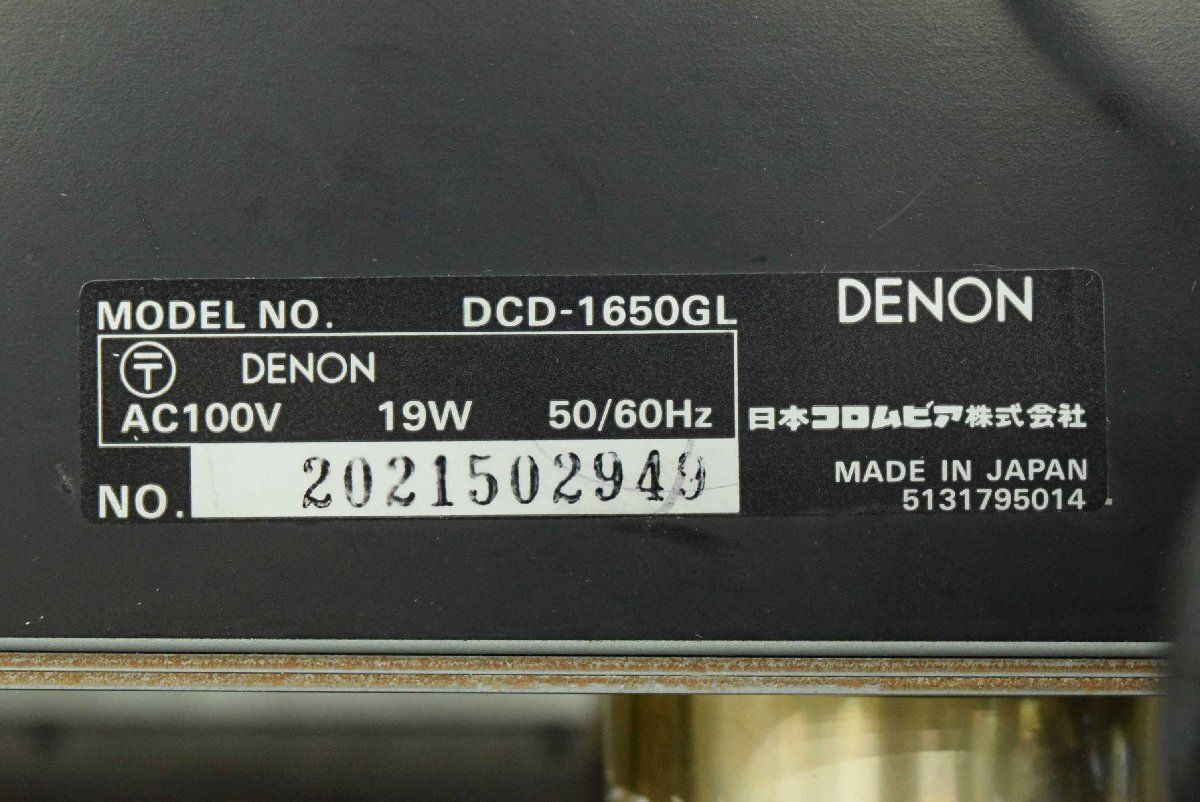 MODEL NO. DCD-1650GL
DENON
〒 DENON
AC100V 19W 50/60Hz
日本コロムビア株式会社
NO. 2021502949
MADE IN JAPAN
5131795014